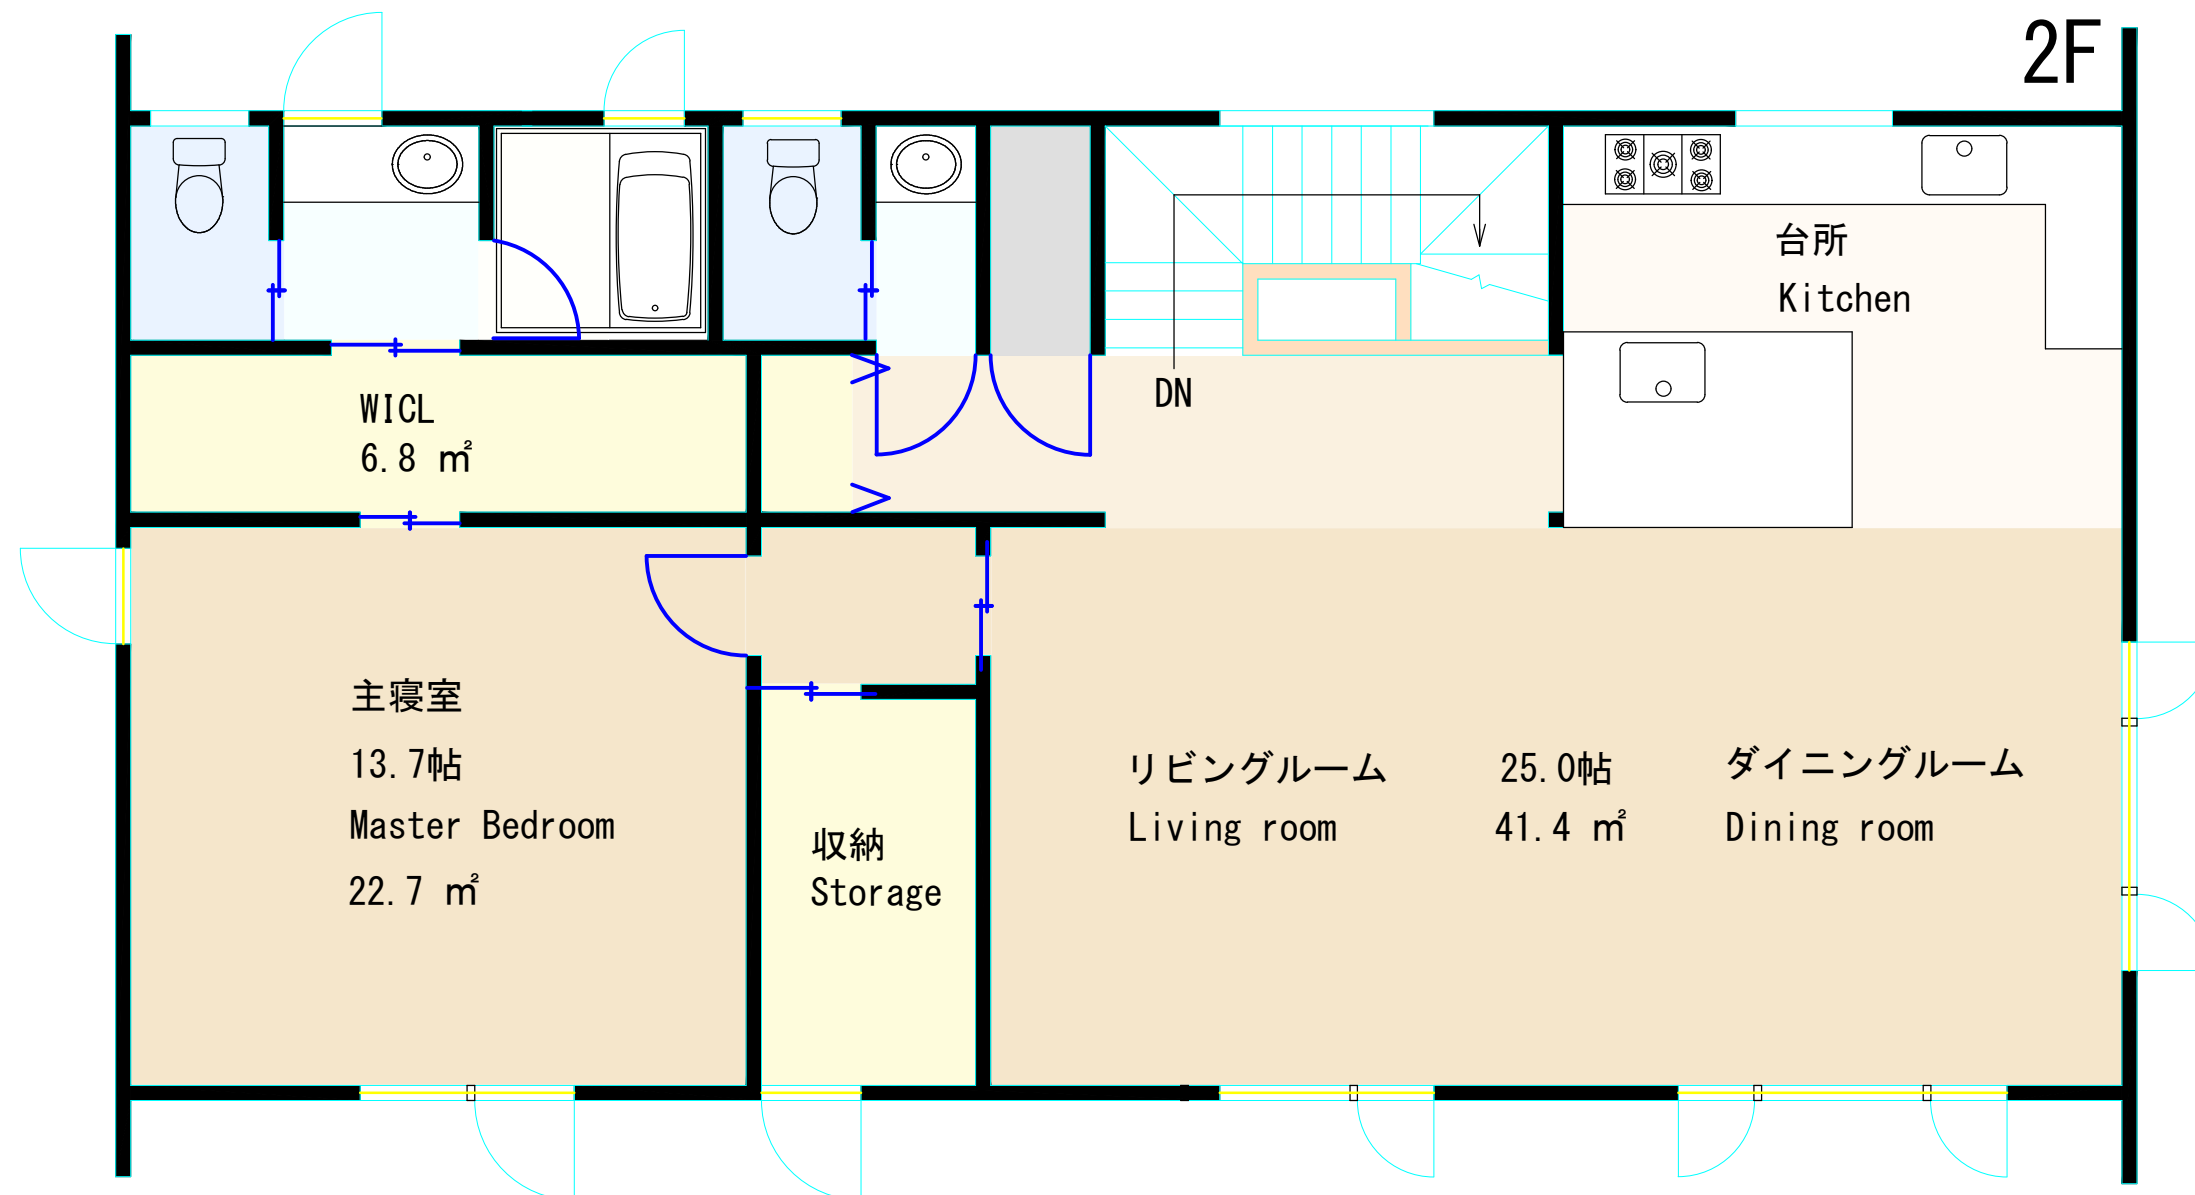 2F
台所
Kitchen
DN
WICL
6.8 ㎡
主寝室
13.7帖
Master Bedroom
22.7 ㎡
収納
Storage
リビングルーム
Living room
25.0帖
41.4 ㎡
ダイニングルーム
Dining room